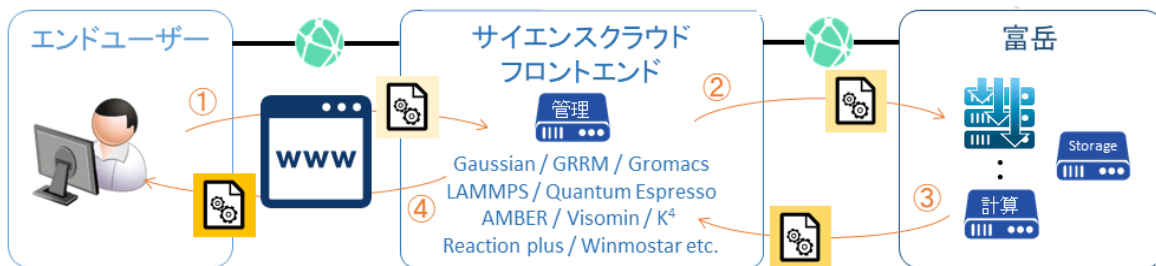 エンドユーザー
サイエンスクラウド
フロントエンド
富岳
①
②
管理
www
Gaussian / GRRM / Gromacs
LAMMPS / Quantum Espresso
AMBER / Visomin / K⁴
Reaction plus / Winmostar etc.
④
③
Storage
:
計算